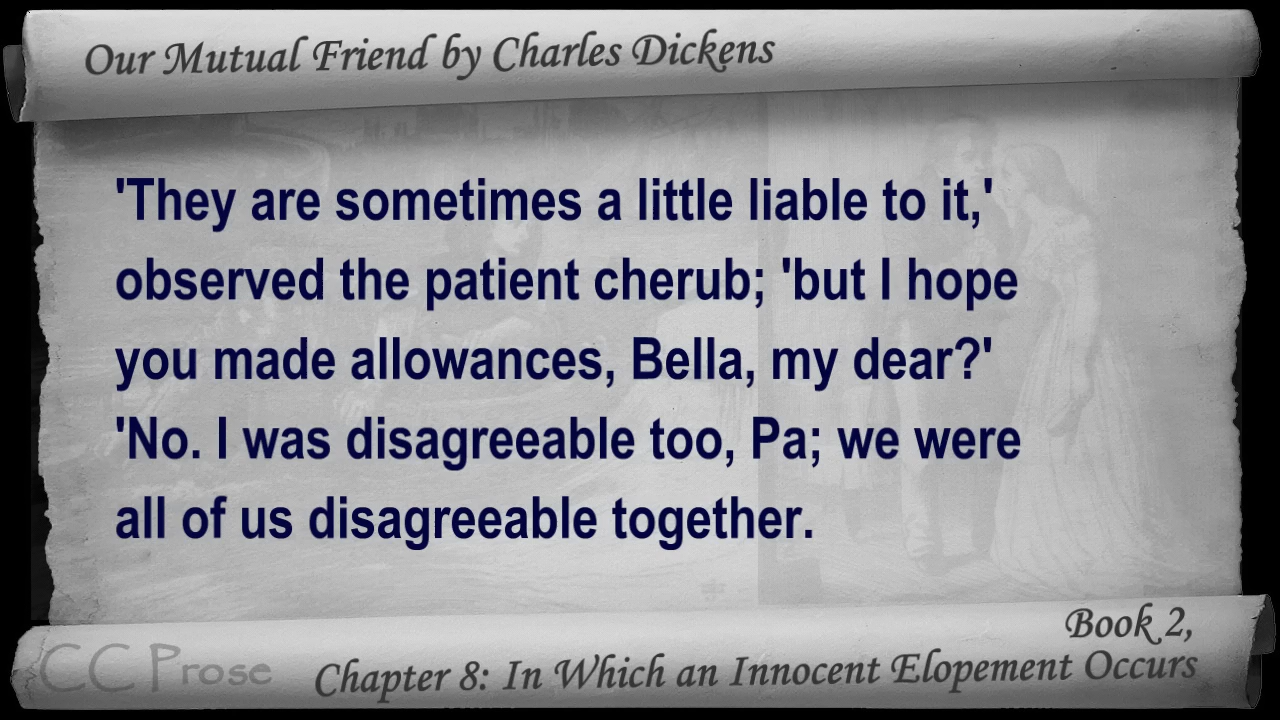 Our Mutual Friend by Charles Dickens
'They are sometimes a little liable to it,'
observed the patient cherub; 'but I hope
you made allowances, Bella, my dear?'
'No. I was disagreeable too, Pa; we were
all of us disagreeable together.
Book 2,
CC Prose
Chapter 8: In Which an Innocent Elopement Occurs